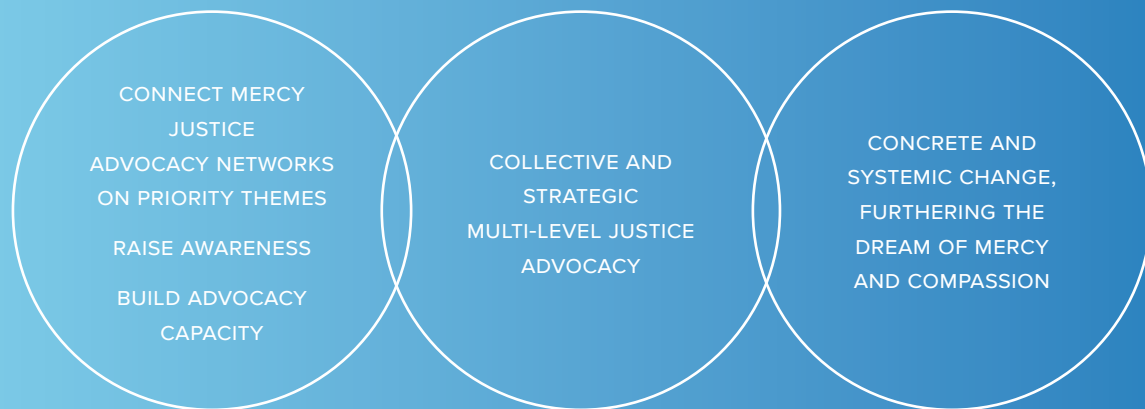 CONNECT MERCY
JUSTICE
ADVOCACY NETWORKS
ON PRIORITY THEMES
RAISE AWARENESS
BUILD ADVOCACY
CAPACITY
COLLECTIVE AND
STRATEGIC
MULTI-LEVEL JUSTICE
ADVOCACY
CONCRETE AND
SYSTEMIC CHANGE,
FURTHERING THE
DREAM OF MERCY
AND COMPASSION